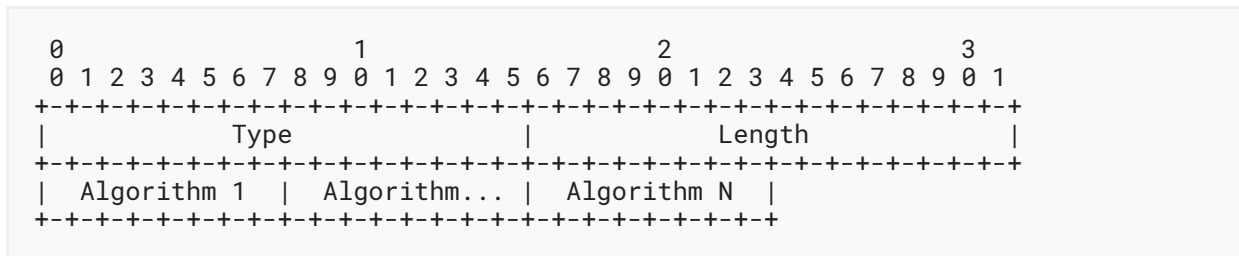 0                   1                   2                   3
 0 1 2 3 4 5 6 7 8 9 0 1 2 3 4 5 6 7 8 9 0 1 2 3 4 5 6 7 8 9 0 1
+-+-+-+-+-+-+-+-+-+-+-+-+-+-+-+-+-+-+-+-+-+-+-+-+-+-+-+-+-+-+-+-+
|            Type               |            Length             |
+-+-+-+-+-+-+-+-+-+-+-+-+-+-+-+-+-+-+-+-+-+-+-+-+-+-+-+-+-+-+-+-+
|  Algorithm 1  |  Algorithm... |  Algorithm N  |
+-+-+-+-+-+-+-+-+-+-+-+-+-+-+-+-+-+-+-+-+-+-+-+-+